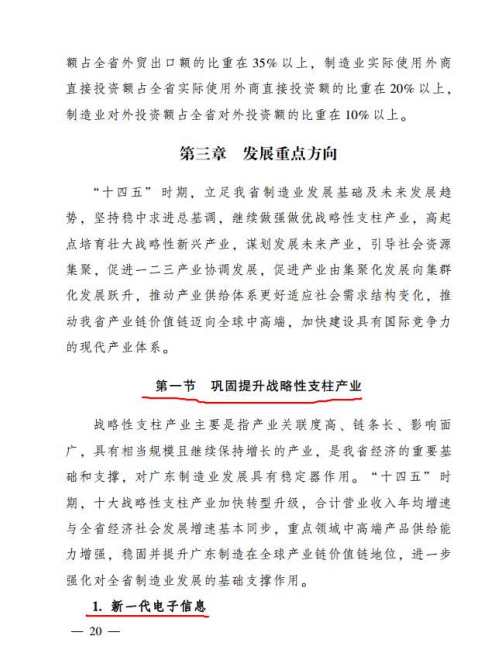 额占全省外贸出口额的比重在 35% 以上，制造业实际使用外商
直接投资额占全省实际使用外商直接投资额的比重在 20% 以上，
制造业对外投资额占全省对外投资额的比重在 10% 以上。
第三章 发展重点方向
“十四五”时期，立足我省制造业发展基础及未来发展趋
势，坚持稳中求进总基调，继续做强做优战略性支柱产业，高起
点培育壮大战略性新兴产业，谋划发展未来产业，引导社会资源
集聚，促进一二三产业协调发展，促进产业由集聚化发展向集群
化发展跃升，推动产业供给体系更好适应社会需求结构变化，推
动我省产业链价值链迈向全球中高端，加快建设具有国际竞争力
的现代产业体系。
第一节 巩固提升战略性支柱产业
战略性支柱产业主要是指产业关联度高、链条长、影响面
广，具有相当规模且继续保持增长的产业，是我省经济的重要基
础和支撑，对广东制造业发展具有稳定器作用。“十四五”时
期，十大战略性支柱产业加快转型升级，合计营业收入年均增速
与全省经济社会发展增速基本同步，重点领域中高端产品供给能
力增强，稳固并提升广东制造在全球产业链价值链地位，进一步
强化对全省制造业发展的基础支撑作用。
1. 新一代电子信息
— 20 —